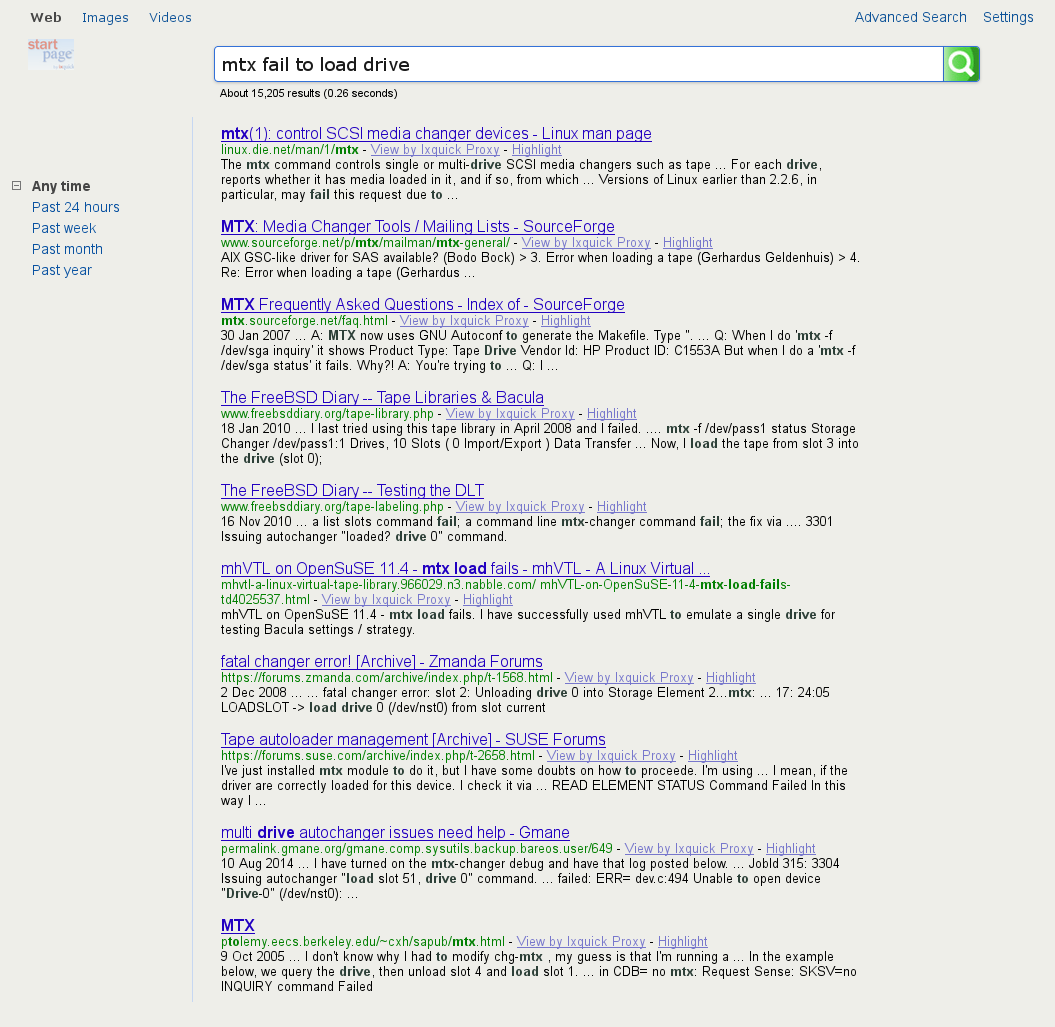 Web Images Videos Advanced Search Settings
start
page
mtx fail to load drive
About 15,205 results (0.26 seconds)
Any time
Past 24 hours
Past week
Past month
Past year
mtx(1): control SCSI media changer devices - Linux man page
linux.die.net/man/1/mtx - View by Ixquick Proxy - Highlight
The mtx command controls single or multi-drive SCSI media changers such as tape ... For each drive,
reports whether it has media loaded in it, and if so, from which ... Versions of Linux earlier than 2.2.6, in
particular, may fail this request due to ...
MTX: Media Changer Tools / Mailing Lists - SourceForge
www.sourceforge.net/p/mtx/mailman/mtx-general/ - View by Ixquick Proxy - Highlight
AIX GSC-like driver for SAS available? (Bodo Bock) > 3. Error when loading a tape (Gerhardus Geldenhuis) > 4.
Re: Error when loading a tape (Gerhardus ...
MTX Frequently Asked Questions - Index of - SourceForge
mtx.sourceforge.net/faq.html - View by Ixquick Proxy - Highlight
30 Jan 2007 ... A: MTX now uses GNU Autoconf to generate the Makefile. Type ". ... Q: When I do 'mtx -f
/dev/sga inquiry' it shows Product Type: Tape Drive Vendor Id: HP Product ID: C1553A But when I do a 'mtx -f
/dev/sga status' it fails. Why?! A: You're trying to ... Q: I ...
The FreeBSD Diary -- Tape Libraries & Bacula
www.freebsddiary.org/tape-library.php - View by Ixquick Proxy - Highlight
18 Jan 2010 ... I last tried using this tape library in April 2008 and I failed. .... mtx -f /dev/pass1 status Storage
Changer /dev/pass1:1 Drives, 10 Slots ( 0 Import/Export ) Data Transfer ... Now, I load the tape from slot 3 into
the drive (slot 0);
The FreeBSD Diary -- Testing the DLT
www.freebsddiary.org/tape-labeling.php - View by Ixquick Proxy - Highlight
16 Nov 2010 ... a list slots command fail; a command line mtx-changer command fail; the fix via .... 3301
Issuing autochanger "loaded? drive 0" command.
mhVTL on OpenSuSE 11.4 - mtx load fails - mhVTL - A Linux Virtual ...
mhvtl-a-linux-virtual-tape-library.966029.n3.nabble.com/ mhVTL-on-OpenSuSE-11-4-mtx-load-fails-
td4025537.html - View by Ixquick Proxy - Highlight
mhVTL on OpenSuSE 11.4 - mtx load fails. I have successfully used mhVTL to emulate a single drive for
testing Bacula settings / strategy.
fatal changer error! [Archive] - Zmanda Forums
https://forums.zmanda.com/archive/index.php/t-1568.html - View by Ixquick Proxy - Highlight
2 Dec 2008 ... ... fatal changer error: slot 2: Unloading drive 0 into Storage Element 2...mtx: ... 17: 24:05
LOADSLOT -> load drive 0 (/dev/nst0) from slot current
Tape autoloader management [Archive] - SUSE Forums
https://forums.suse.com/archive/index.php/t-2658.html - View by Ixquick Proxy - Highlight
I've just installed mtx module to do it, but I have some doubts on how to proceede. I'm using ... I mean, if the
driver are correctly loaded for this device. I check it via ... READ ELEMENT STATUS Command Failed In this
way I ...
multi drive autochanger issues need help - Gmane
permalink.gmane.org/gmane.comp.sysutils.backup.bareos.user/649 - View by Ixquick Proxy - Highlight
10 Aug 2014 ... I have turned on the mtx-changer debug and have that log posted below. ... JobId 315: 3304
Issuing autochanger "load slot 51, drive 0" command. ... failed: ERR= dev.c:494 Unable to open device
"Drive-0" (/dev/nst0): ...
MTX
ptolemy.eecs.berkeley.edu/~cxh/sapub/mtx.html - View by Ixquick Proxy - Highlight
9 Oct 2005 ... I don't know why I had to modify chg-mtx , my guess is that I'm running a ... In the example
below, we query the drive, then unload slot 4 and load slot 1. ... in CDB= no mtx: Request Sense: SKSV=no
INQUIRY command Failed